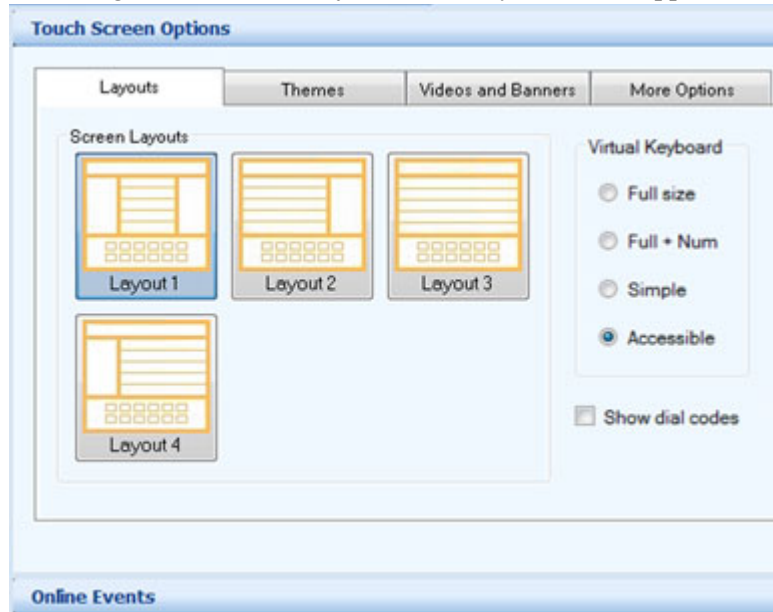 Touch Screen Options
Layouts
Themes
Videos and Banners
More Options
Screen Layouts
Layout 1
Layout 2
Layout 3
Layout 4
Virtual Keyboard
Full size
Full + Num
Simple
Accessible
Show dial codes
Online Events